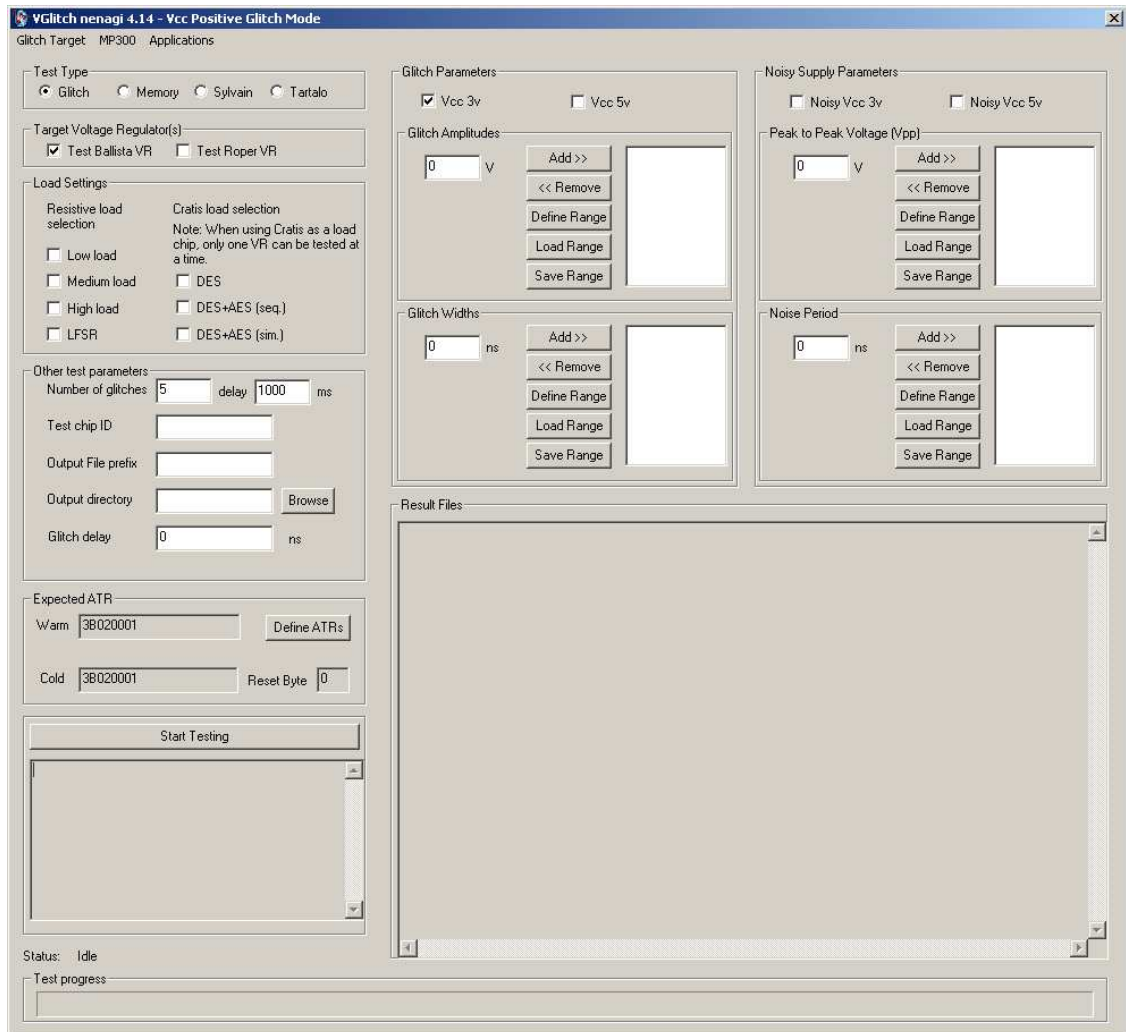 VGlitch nenagi 4.14 - Vcc Positive Glitch Mode
Glitch Target MP300 Applications
Test Type
Glitch Memory Sylvain Tartalo
Target Voltage Regulator(s)
Test Ballista VR Test Roper VR
Load Settings
Resistive load
selection
Low load
Medium load
High load
LFSR
Cratis load selection
Note: When using Cratis as a load
chip, only one VR can be tested at
a time.
DES
DES+AES (seq.)
DES+AES (sim.)
Other test parameters
Number of glitches 5 delay 1000 ms
Test chip ID
Output File prefix
Output directory Browse
Glitch delay 0 ns
Expected ATR
Warm 3B020001 Define ATRs
Cold 3B020001 Reset Byte 0
Start Testing
Status: Idle
Test progress
Glitch Parameters
Vcc 3v Vcc 5v
Glitch Amplitudes
0 V Add >>
<< Remove
Define Range
Load Range
Save Range
Glitch Widths
0 ns Add >>
<< Remove
Define Range
Load Range
Save Range
Noisy Supply Parameters
Noisy Vcc 3v Noisy Vcc 5v
Peak to Peak Voltage (Vpp)
0 V Add >>
<< Remove
Define Range
Load Range
Save Range
Noise Period
0 ns Add >>
<< Remove
Define Range
Load Range
Save Range
Result Files